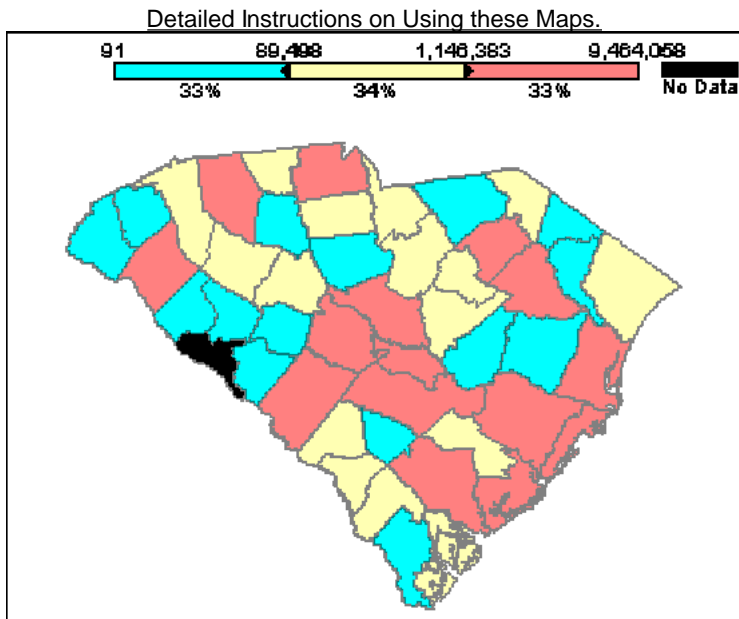 Detailed Instructions on Using these Maps.
91 89,498 1,146,383 9,464,058
33% 34% 33% No Data